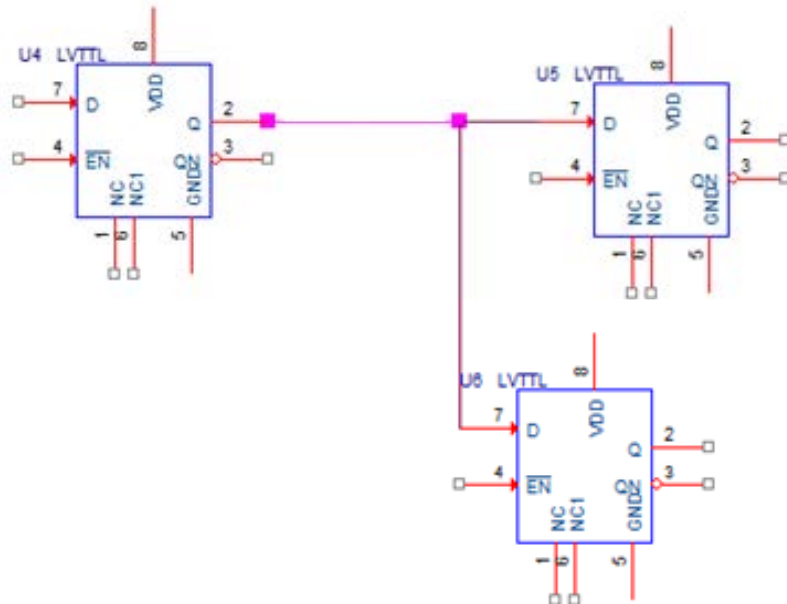 U4 LVTTL
8
7
D
VDD
Q
2
4
EN
QN
3
NC
NC1
GND
1
6
5
U5 LVTTL
8
7
D
VDD
Q
2
4
EN
QN
3
NC
NC1
GND
1
6
5
U6 LVTTL
8
7
D
VDD
Q
2
4
EN
QN
3
NC
NC1
GND
1
6
5